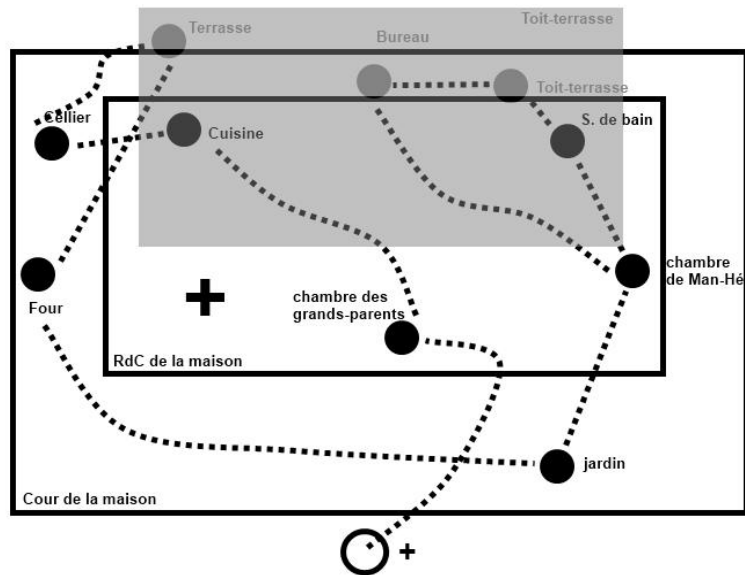 Toit-terrasse
Terrasse
Bureau
Toit-terrasse
Cellier
Cuisine
S. de bain
chambre
de Man-Hé
Four
chambre des
grands-parents
RdC de la maison
jardin
Cour de la maison
+
+